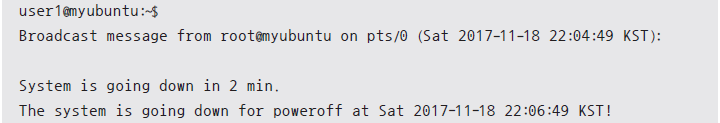 user1@myubuntu:~$
Broadcast message from root@myubuntu on pts/0 (Sat 2017-11-18 22:04:49 KST):
System is going down in 2 min.
The system is going down for poweroff at Sat 2017-11-18 22:06:49 KST!